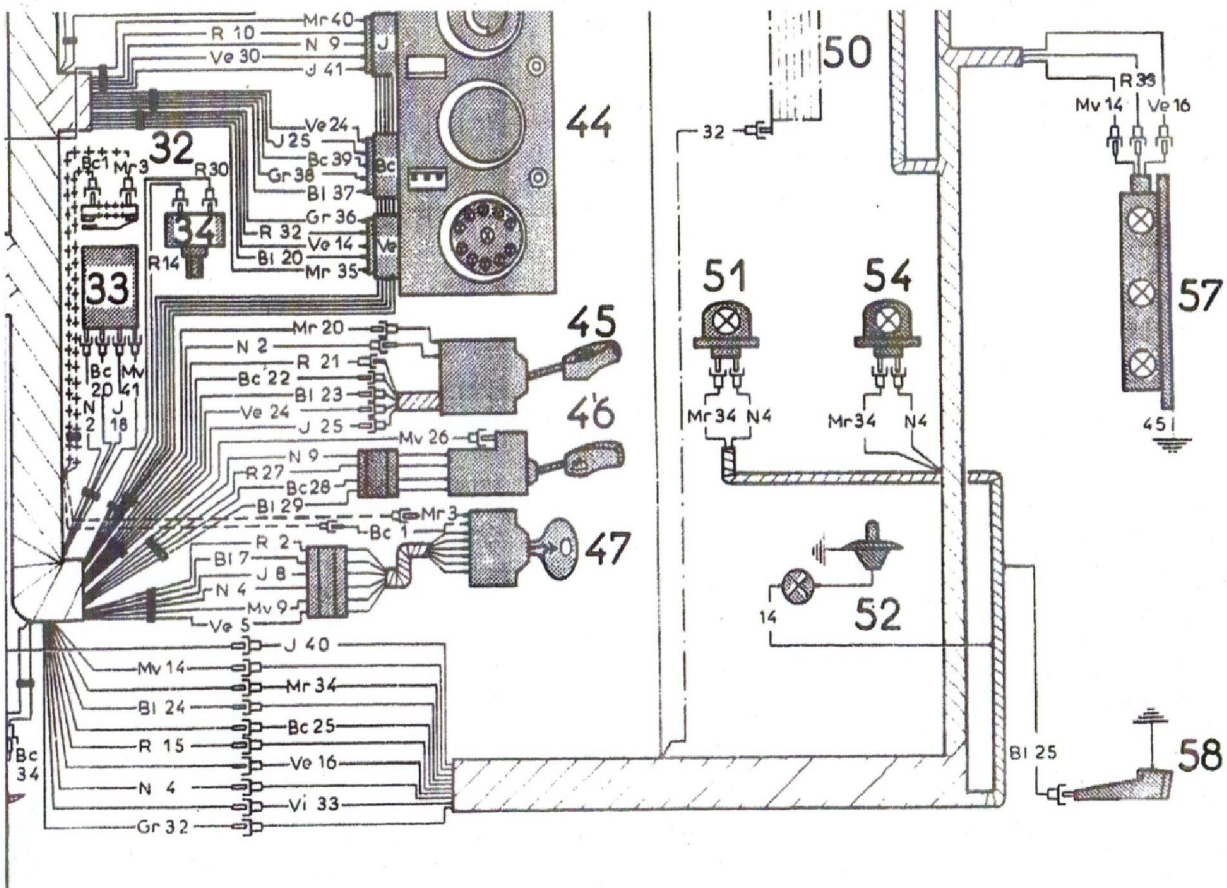 Mr 40
R 10
N 9
Ve 30
J 41
J
50
44
R 33
Mv 14
Ve 16
32
Ve 24
J 25
Bc 39
Gr 38
Bl 37
Bc
32
Bc 1
Mr 3
R 30
34
Gr 36
R 32
Ve 14
Bl 20
Mr 35
Ve
R 14
33
51
54
57
N 2
Bc 20
J 18
Mv 41
Mr 20
N 2
R 21
Bc 22
Bl 23
Ve 24
J 25
45
Mr 34
N4
Mr 34
N4
45
Mv 26
46
N 9
R 27
Bc 28
Bl 29
Mr 3
Bc 1
47
R 2
Bl 7
J 8
N 4
Mv 9
Ve 5
52
14
J 40
Mv 14
Mr 34
Bl 24
Bc 25
R 15
Ve 16
N 4
Vi 33
Gr 32
Bc
34
Bl 25
58